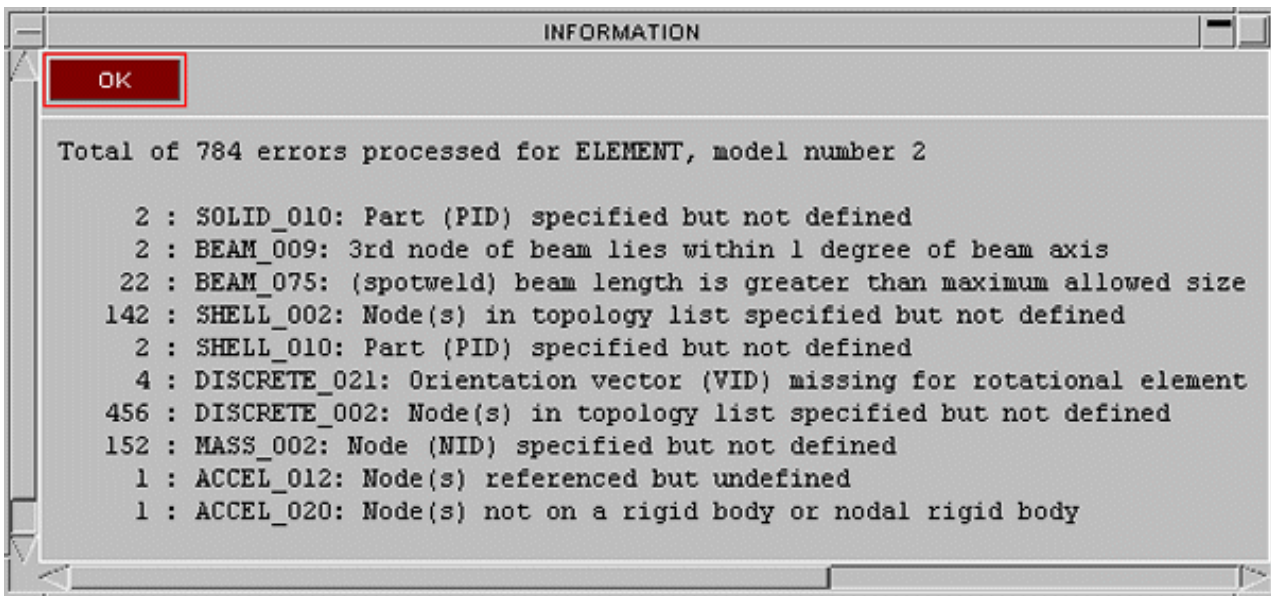 INFORMATION
OK
Total of 784 errors processed for ELEMENT, model number 2
2 : SOLID_010: Part (PID) specified but not defined
2 : BEAM_009: 3rd node of beam lies within 1 degree of beam axis
22 : BEAM_075: (spotweld) beam length is greater than maximum allowed size
142 : SHELL_002: Node(s) in topology list specified but not defined
2 : SHELL_010: Part (PID) specified but not defined
4 : DISCRETE_021: Orientation vector (VID) missing for rotational element
456 : DISCRETE_002: Node(s) in topology list specified but not defined
152 : MASS_002: Node (NID) specified but not defined
1 : ACCEL_012: Node(s) referenced but undefined
1 : ACCEL_020: Node(s) not on a rigid body or nodal rigid body